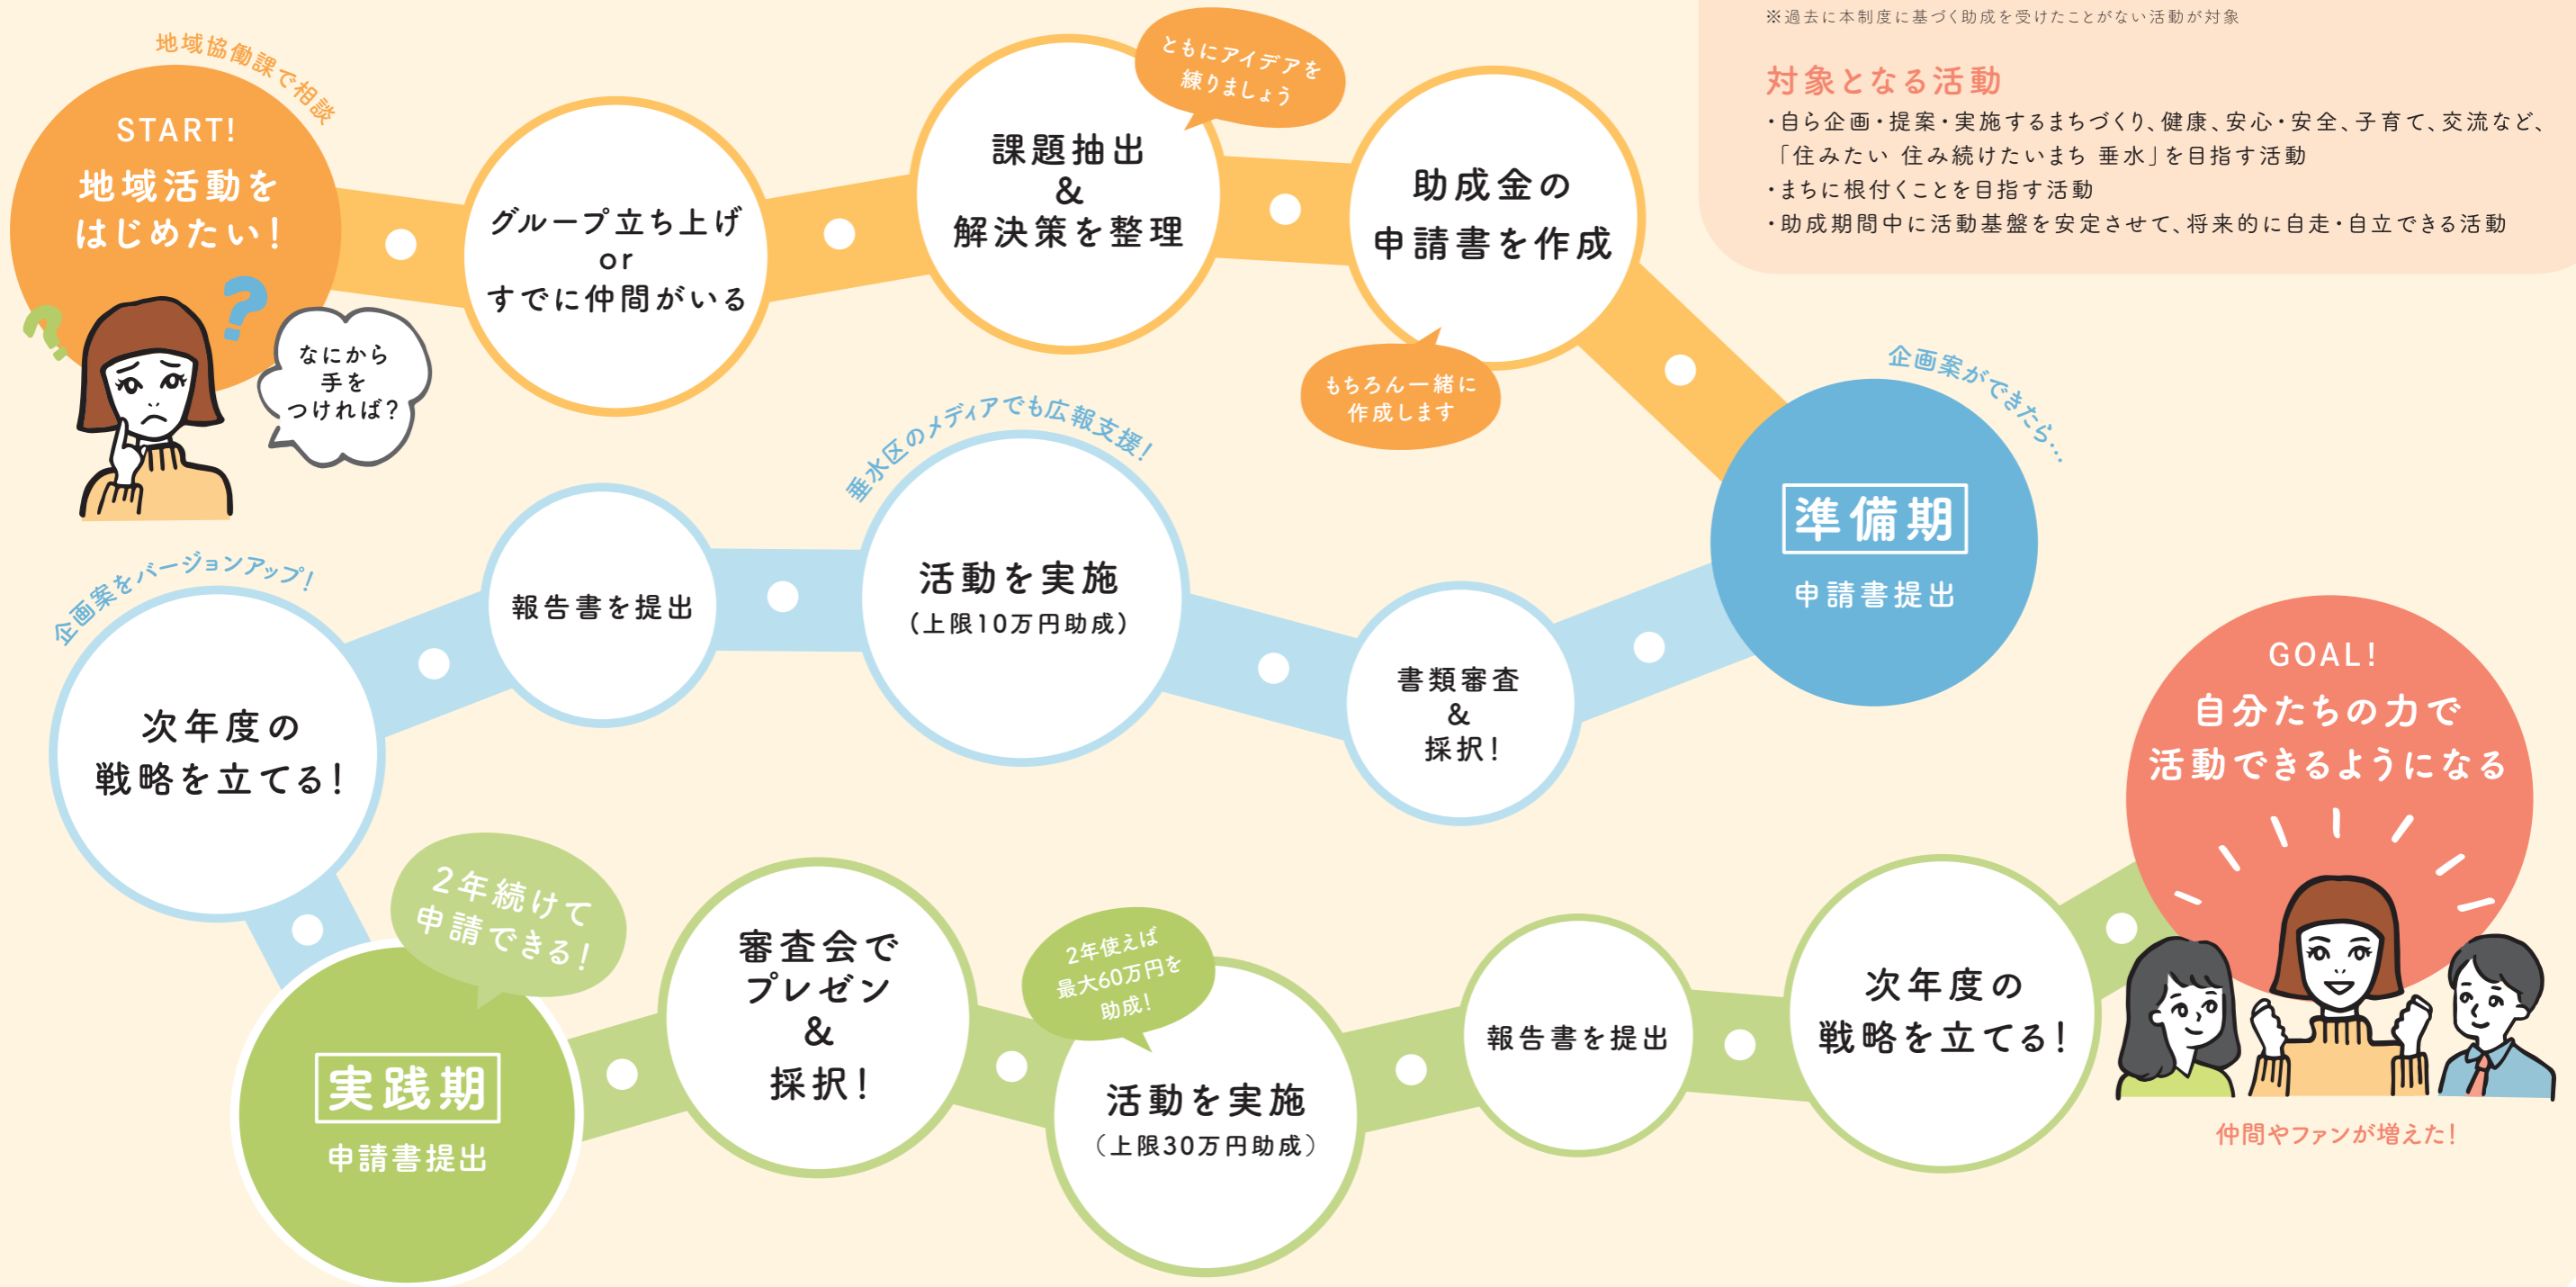 ※過去に本制度に基づく助成を受けたことがない活動が対象
対象となる活動
・自ら企画・提案・実施するまちづくり、健康、安心・安全、子育て、交流など、
「住みたい 住み続けたいまち 垂水」を目指す活動
・まちに根付くことを目指す活動
・助成期間中に活動基盤を安定させて、将来的に自走・自立できる活動
地域協働課で相談
START!
地域活動を
はじめたい!
なにから
手を
つければ?
グループ立ち上げ
or
すでに仲間がいる
課題抽出
&
解決策を整理
ともにアイデアを
練りましょう
助成金の
申請書を作成
もちろん一緒に
作成します
企画案ができたら…
準備期
申請書提出
書類審査
&
採択!
垂水区のメディアでも広報支援!
活動を実施
(上限10万円助成)
報告書を提出
企画案をバージョンアップ!
次年度の
戦略を立てる!
2年続けて
申請できる!
実践期
申請書提出
審査会で
プレゼン
&
採択!
2年使えば
最大60万円を
助成!
活動を実施
(上限30万円助成)
報告書を提出
次年度の
戦略を立てる!
GOAL!
自分たちの力で
活動できるようになる
仲間やファンが増えた!